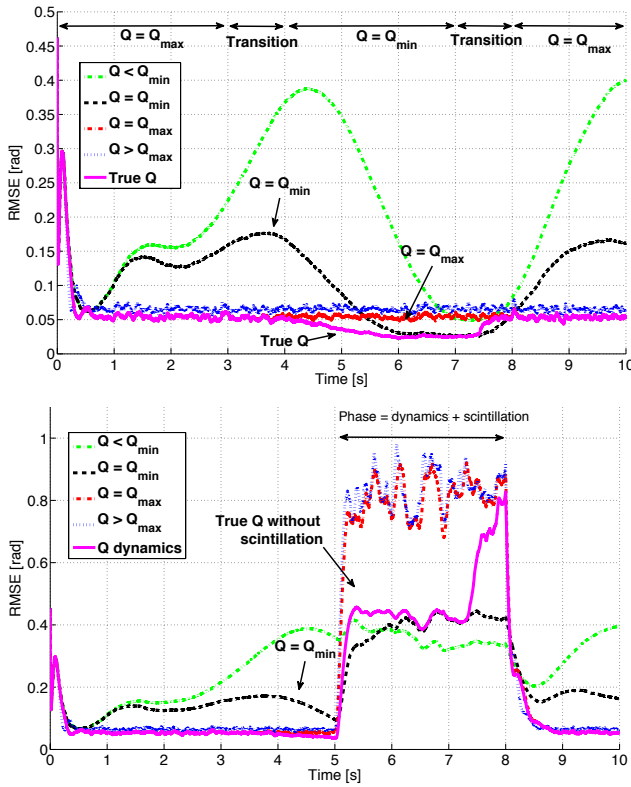 Q = Qmax
Transition
Q = Qmin
Transition
Q = Qmax
0.5
0.45
0.4
0.35
0.3
0.25
0.2
0.15
0.1
0.05
0
RMSE [rad]
Q < Qmin
Q = Qmin
Q = Qmax
Q > Qmax
True Q
Q = Qmin
Q = Qmax
True Q
0 1 2 3 4 5 6 7 8 9 10
Time [s]
Phase = dynamics + scintillation
1
0.8
0.6
0.4
0.2
0
RMSE [rad]
Q < Qmin
Q = Qmin
Q = Qmax
Q > Qmax
Q dynamics
True Q without
scintillation
Q = Qmin
0 1 2 3 4 5 6 7 8 9 10
Time [s]